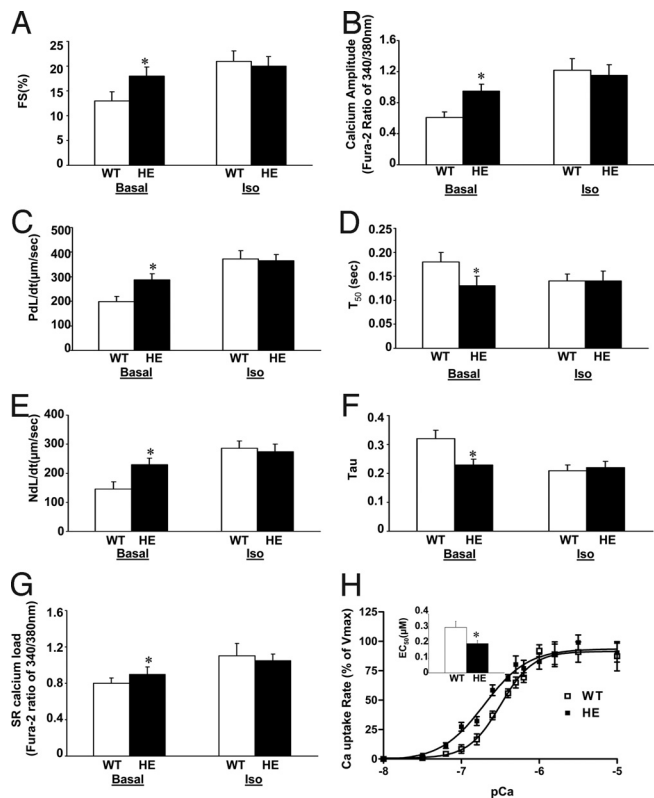 A
FS(%)
25
20
15
10
5
0
*
WT HE WT HE
Basal Iso
B
Calcium Amplitude
(Fura-2 Ratio of 340/380nm)
1.6
1.2
0.8
0.4
0
*
WT HE WT HE
Basal Iso
C
PdL/dt(μm/sec)
500
400
300
200
100
0
*
WT HE WT HE
Basal Iso
D
T50 (sec)
0.25
0.20
0.15
0.10
0.05
0
*
WT HE WT HE
Basal Iso
E
NdL/dt(μm/sec)
400
300
200
100
0
*
WT HE WT HE
Basal Iso
F
Tau
0.4
0.3
0.2
0.1
0
*
WT HE WT HE
Basal Iso
G
SR calcium load
(Fura-2 ratio of 340/380nm)
1.6
1.2
0.8
0.4
0
*
WT HE WT HE
Basal Iso
H
Ca uptake Rate (% of Vmax)
125
100
75
50
25
0
EC50(μM)
0.4
0.3
0.2
0.1
0
*
WT HE
WT
HE
-8 -7 -6 -5
pCa